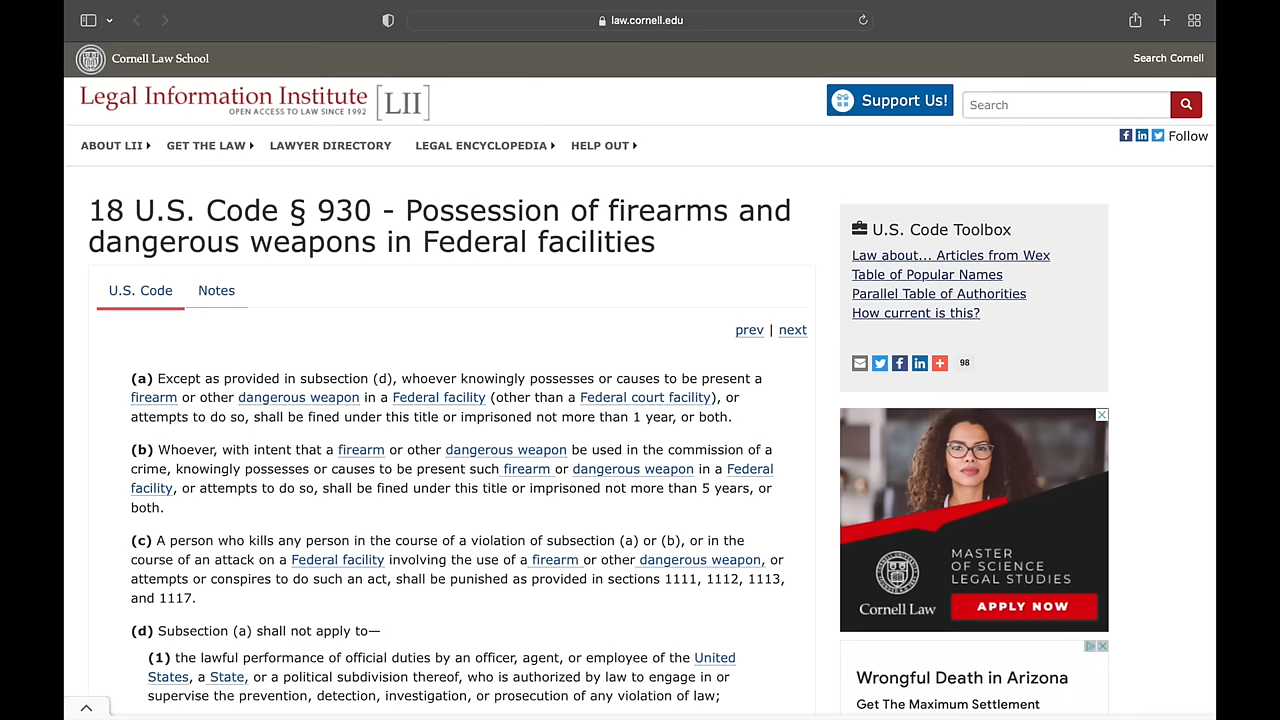 law.cornell.edu
Cornell Law School
Search Cornell
Legal Information Institute [LII]
OPEN ACCESS TO LAW SINCE 1992
Support Us!
Search
Follow
ABOUT LII GET THE LAW LAWYER DIRECTORY LEGAL ENCYCLOPEDIA HELP OUT
18 U.S. Code § 930 - Possession of firearms and
dangerous weapons in Federal facilities
U.S. Code Notes
prev | next
(a) Except as provided in subsection (d), whoever knowingly possesses or causes to be present a
firearm or other dangerous weapon in a Federal facility (other than a Federal court facility), or
attempts to do so, shall be fined under this title or imprisoned not more than 1 year, or both.
(b) Whoever, with intent that a firearm or other dangerous weapon be used in the commission of a
crime, knowingly possesses or causes to be present such firearm or dangerous weapon in a Federal
facility, or attempts to do so, shall be fined under this title or imprisoned not more than 5 years, or
both.
(c) A person who kills any person in the course of a violation of subsection (a) or (b), or in the
course of an attack on a Federal facility involving the use of a firearm or other dangerous weapon, or
attempts or conspires to do such an act, shall be punished as provided in sections 1111, 1112, 1113,
and 1117.
(d) Subsection (a) shall not apply to—
(1) the lawful performance of official duties by an officer, agent, or employee of the United
States, a State, or a political subdivision thereof, who is authorized by law to engage in or
supervise the prevention, detection, investigation, or prosecution of any violation of law;
U.S. Code Toolbox
Law about... Articles from Wex
Table of Popular Names
Parallel Table of Authorities
How current is this?
98
MASTER
OF SCIENCE
LEGAL STUDIES
Cornell Law
APPLY NOW
Wrongful Death in Arizona
Get The Maximum Settlement